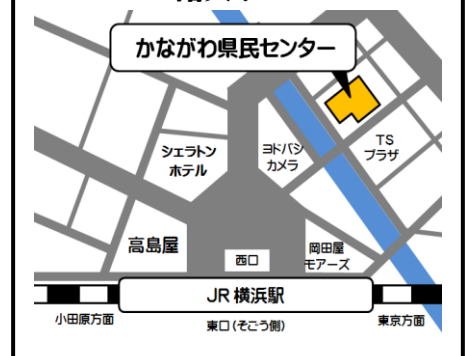 かながわ県民センター
シェラトン
ホテル
ヨドバシ
カメラ
TS
プラザ
高島屋
西口
岡田屋
モアーズ
JR 横浜駅
小田原方面
東口(そごう側)
東京方面